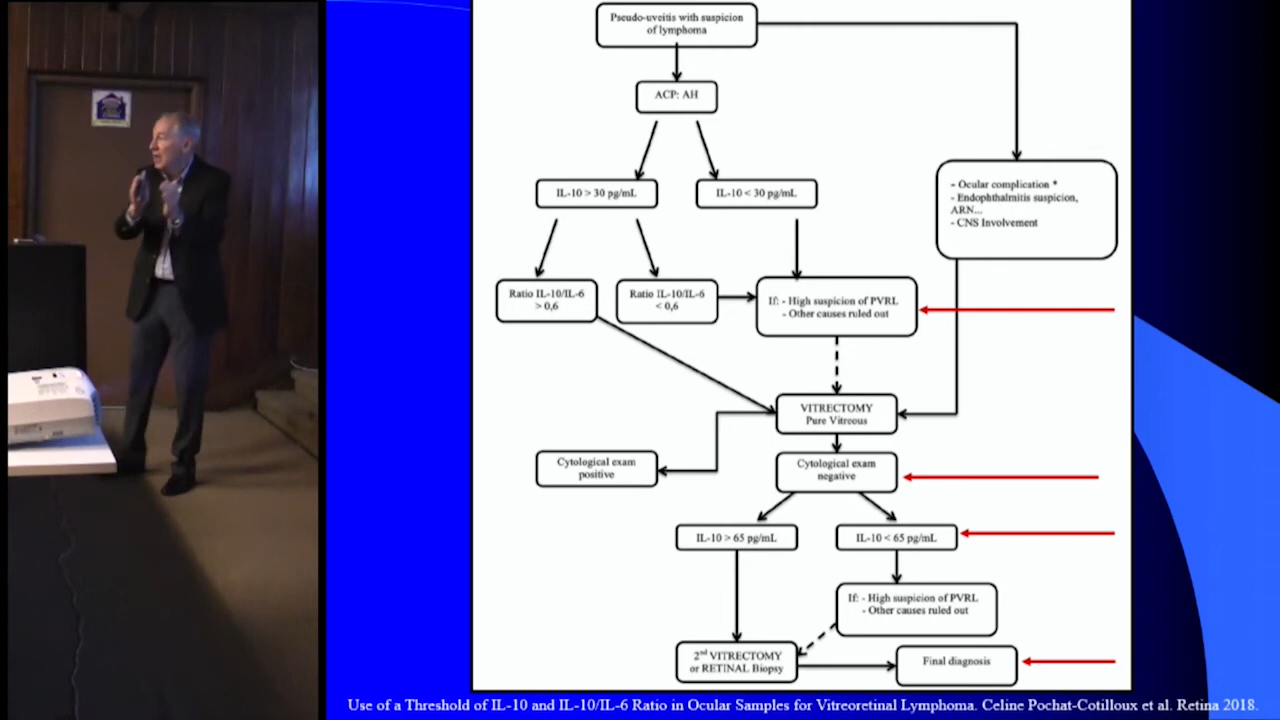 Pseudo-uveitis with suspicion
of lymphoma
ACP: AH
IL-10 > 30 pg/mL
IL-10 < 30 pg/mL
- Ocular complication *
- Endophthalmitis suspicion,
ARN...
- CNS Involvement
Ratio IL-10/IL-6
> 0,6
Ratio IL-10/IL-6
< 0,6
If: - High suspicion of PVRL
- Other causes ruled out
VITRECTOMY
Pure Vitreous
Cytological exam
positive
Cytological exam
negative
IL-10 > 65 pg/mL
IL-10 < 65 pg/mL
If: - High suspicion of PVRL
- Other causes ruled out
2nd VITRECTOMY
or RETINAL Biopsy
Final diagnosis
Use of a Threshold of IL-10 and IL-10/IL-6 Ratio in Ocular Samples for Vitreoretinal Lymphoma. Celine Pochat-Cotilloux et al. Retina 2018.